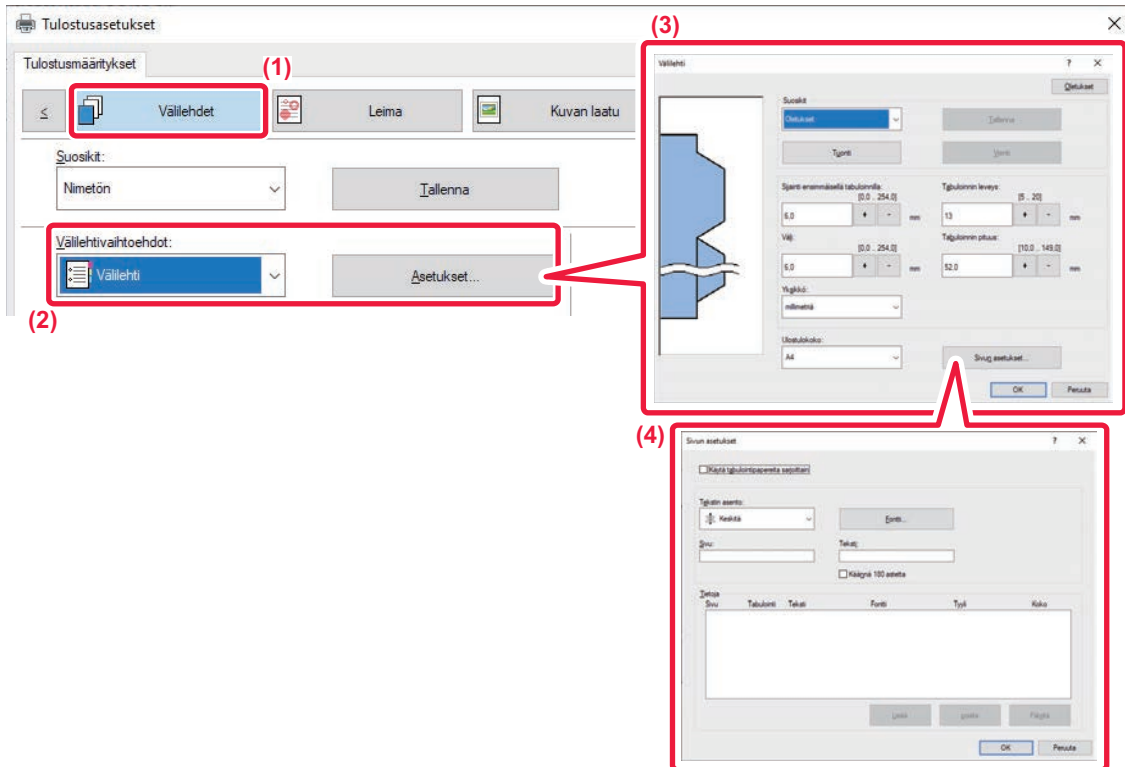 Tulostusasetukset
Tulostusmääritykset
(1)
≤ Välilehdet Leima Kuvan laatu
Suosikit:
Nimetön Tallenna
Välilehtivaihtoehdot:
Välilehti Asetukset...
(2)
(3)
Välilehti ?
Oletukset
Suosikit
Oletukset Tallenna
Tuonti Vienti
Sijainti ensimmäisellä tabuloinnilla: Tabuloinnin leveys:
[0,0 .. 254,0] [5 .. 20]
6,0 + - mm 13 + - mm
Väli: Tabuloinnin pituus:
[0,0 .. 254,0] [10,0 .. 149,0]
6,0 + - mm 52,0 + - mm
Yksikkö:
millimetriä
Ulostulokoko:
A4 Sivun asetukset...
OK Peruuta
(4)
Sivun asetukset ?
Käytä tabulointipapereita sarjoittain
Tekstin asento:
Keskitä Fontti...
Sivu: Teksti:
Käännä 180 astetta
Tietoja
Sivu Tabulointi Teksti Fontti Tyyli Koko
Lisää Poista Päivitä
OK Peruuta